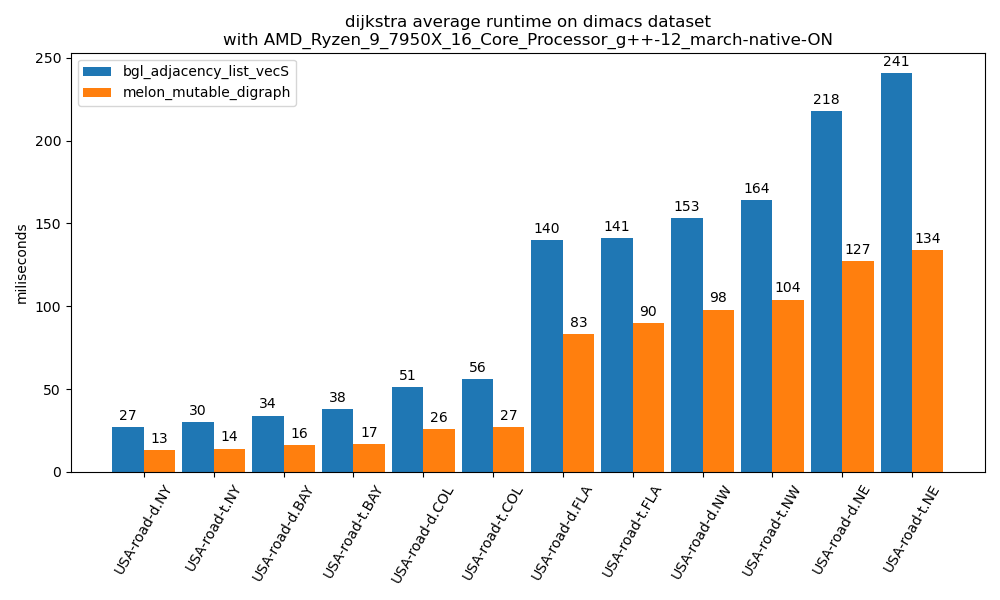 dijkstra average runtime on dimacs dataset
with AMD_Ryzen_9_7950X_16_Core_Processor_g++-12_march-native-ON
bgl_adjacency_list_vecS
melon_mutable_digraph
miliseconds
250
200
150
100
50
0
27
13
30
14
34
16
38
17
51
26
56
27
140
83
141
90
153
98
164
104
218
127
241
134
USA-road-d.NY
USA-road-t.NY
USA-road-d.BAY
USA-road-t.BAY
USA-road-d.COL
USA-road-t.COL
USA-road-d.FLA
USA-road-t.FLA
USA-road-d.NW
USA-road-t.NW
USA-road-d.NE
USA-road-t.NE